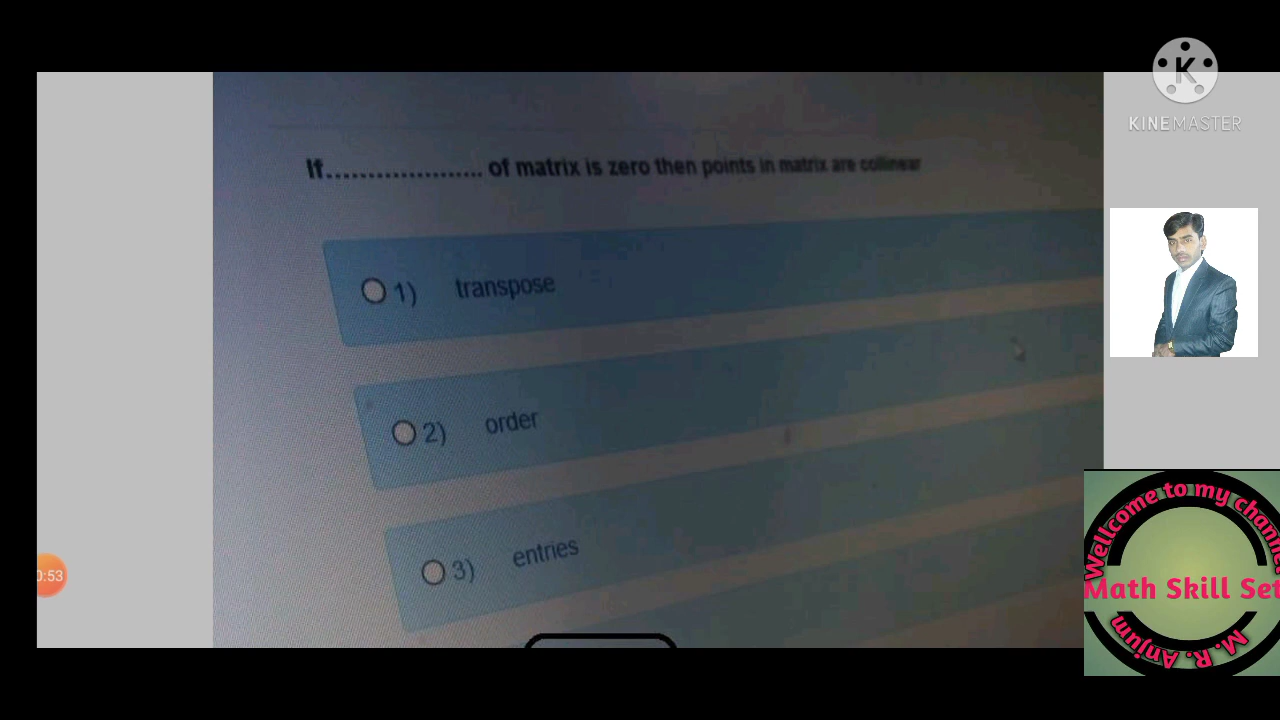 KINEMASTER
If................... of matrix is zero then points in matrix are collinear
1) transpose
2) order
3) entries
0:53
Wellcome to my channel
Math Skill Set
M. R. Anjum